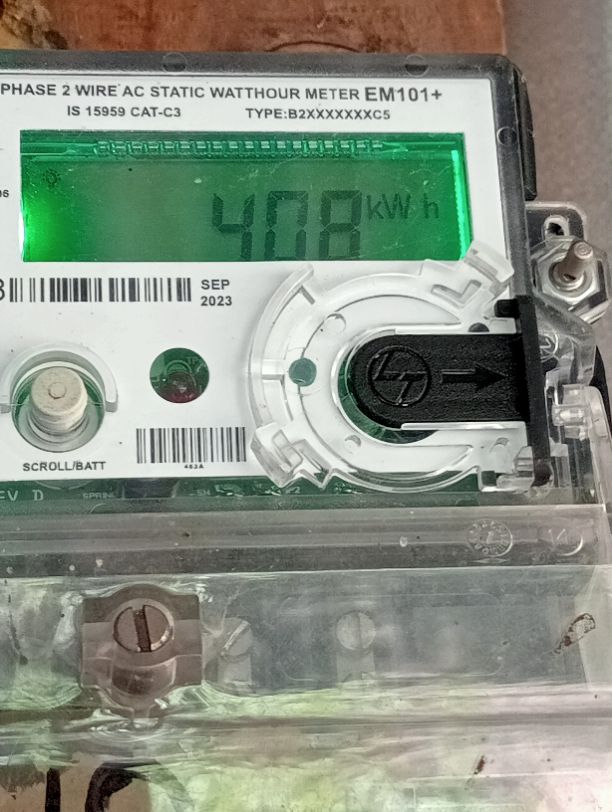 PHASE 2 WIRE AC STATIC WATTHOUR METER EM101+
IS 15959 CAT-C3 TYPE:B2XXXXXXXC5
408 kWh
SEP
2023
SCROLL/BATT